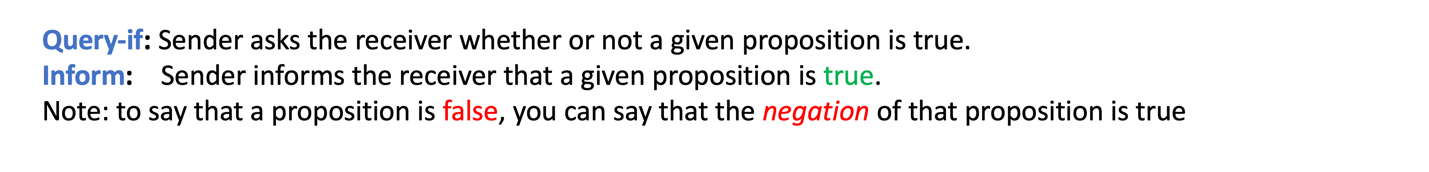 Query-if: Sender asks the receiver whether or not a given proposition is true.
Inform: Sender informs the receiver that a given proposition is true.
Note: to say that a proposition is false, you can say that the negation of that proposition is true